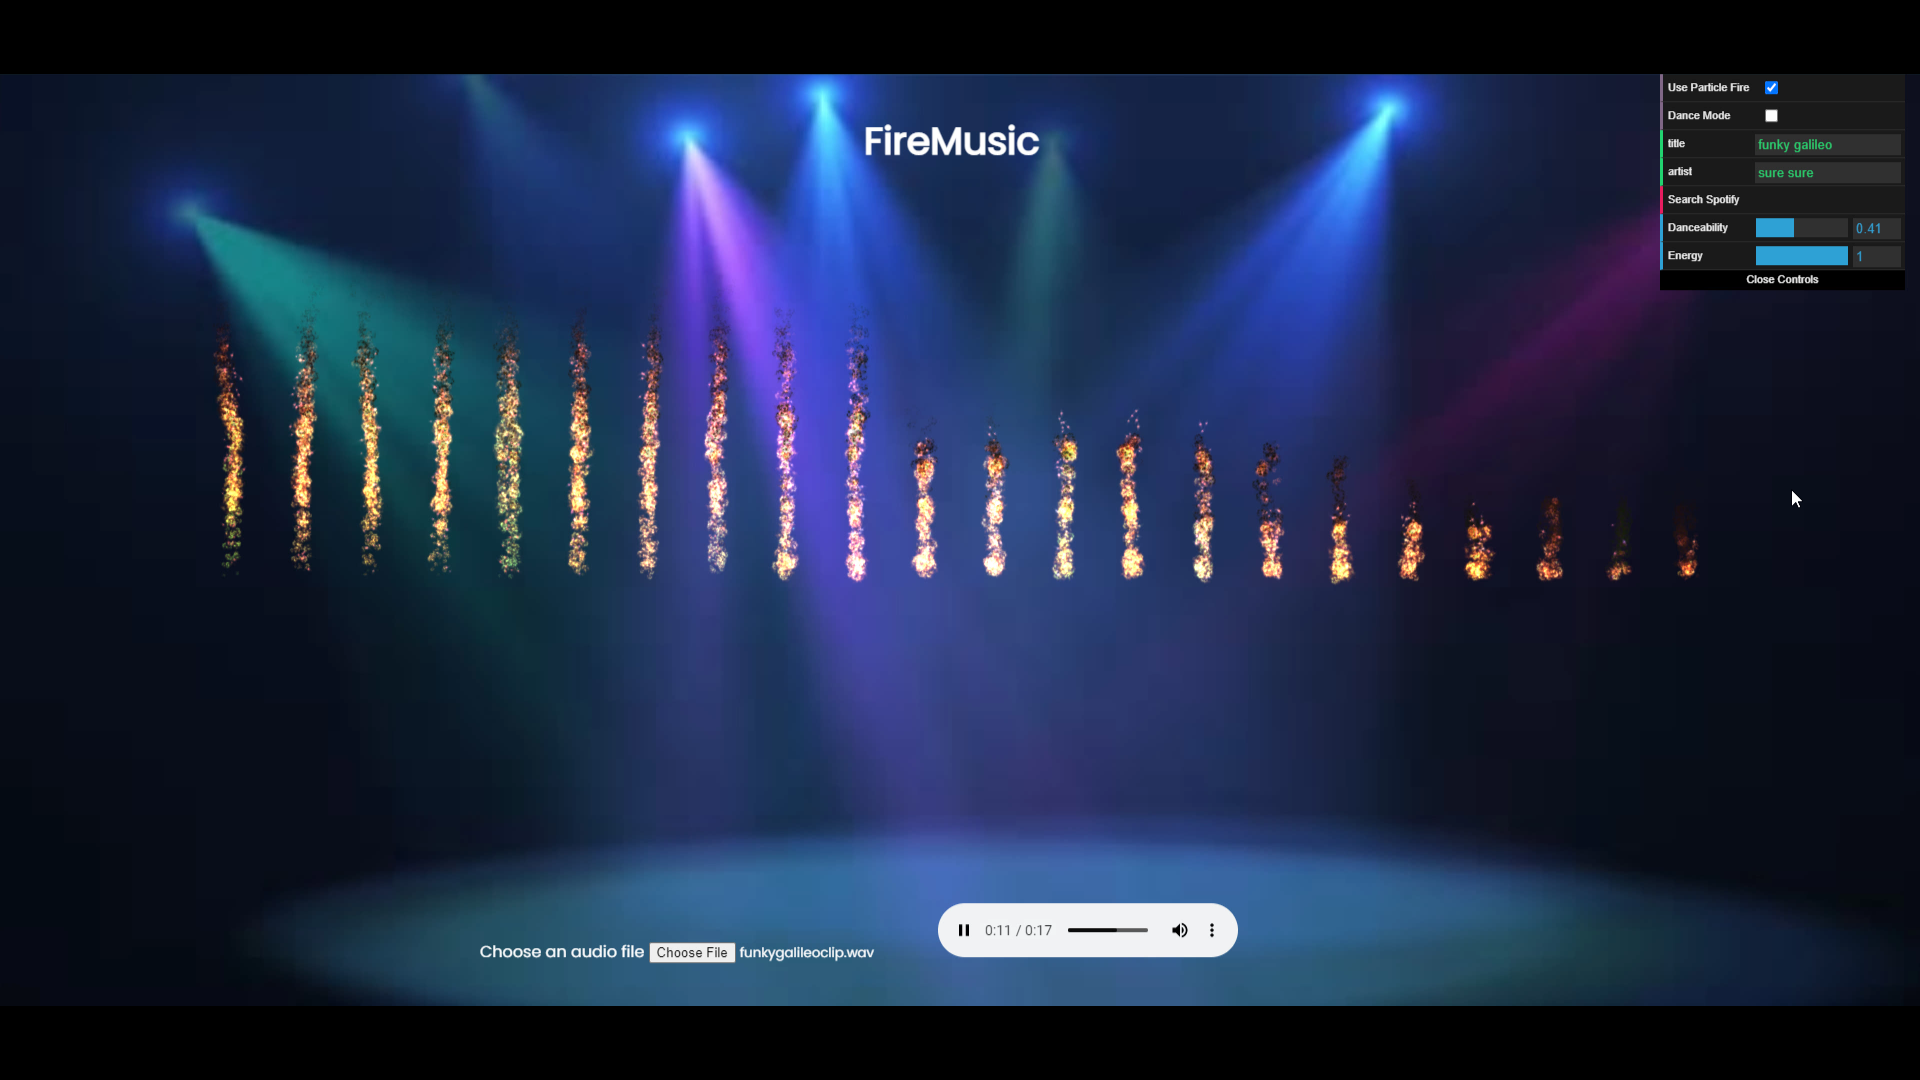 FireMusic
Use Particle Fire
Dance Mode
title funky galileo
artist sure sure
Search Spotify
Danceability 0.41
Energy 1
Close Controls
Choose an audio file Choose File funkygalileoclip.wav
0:11 / 0:17